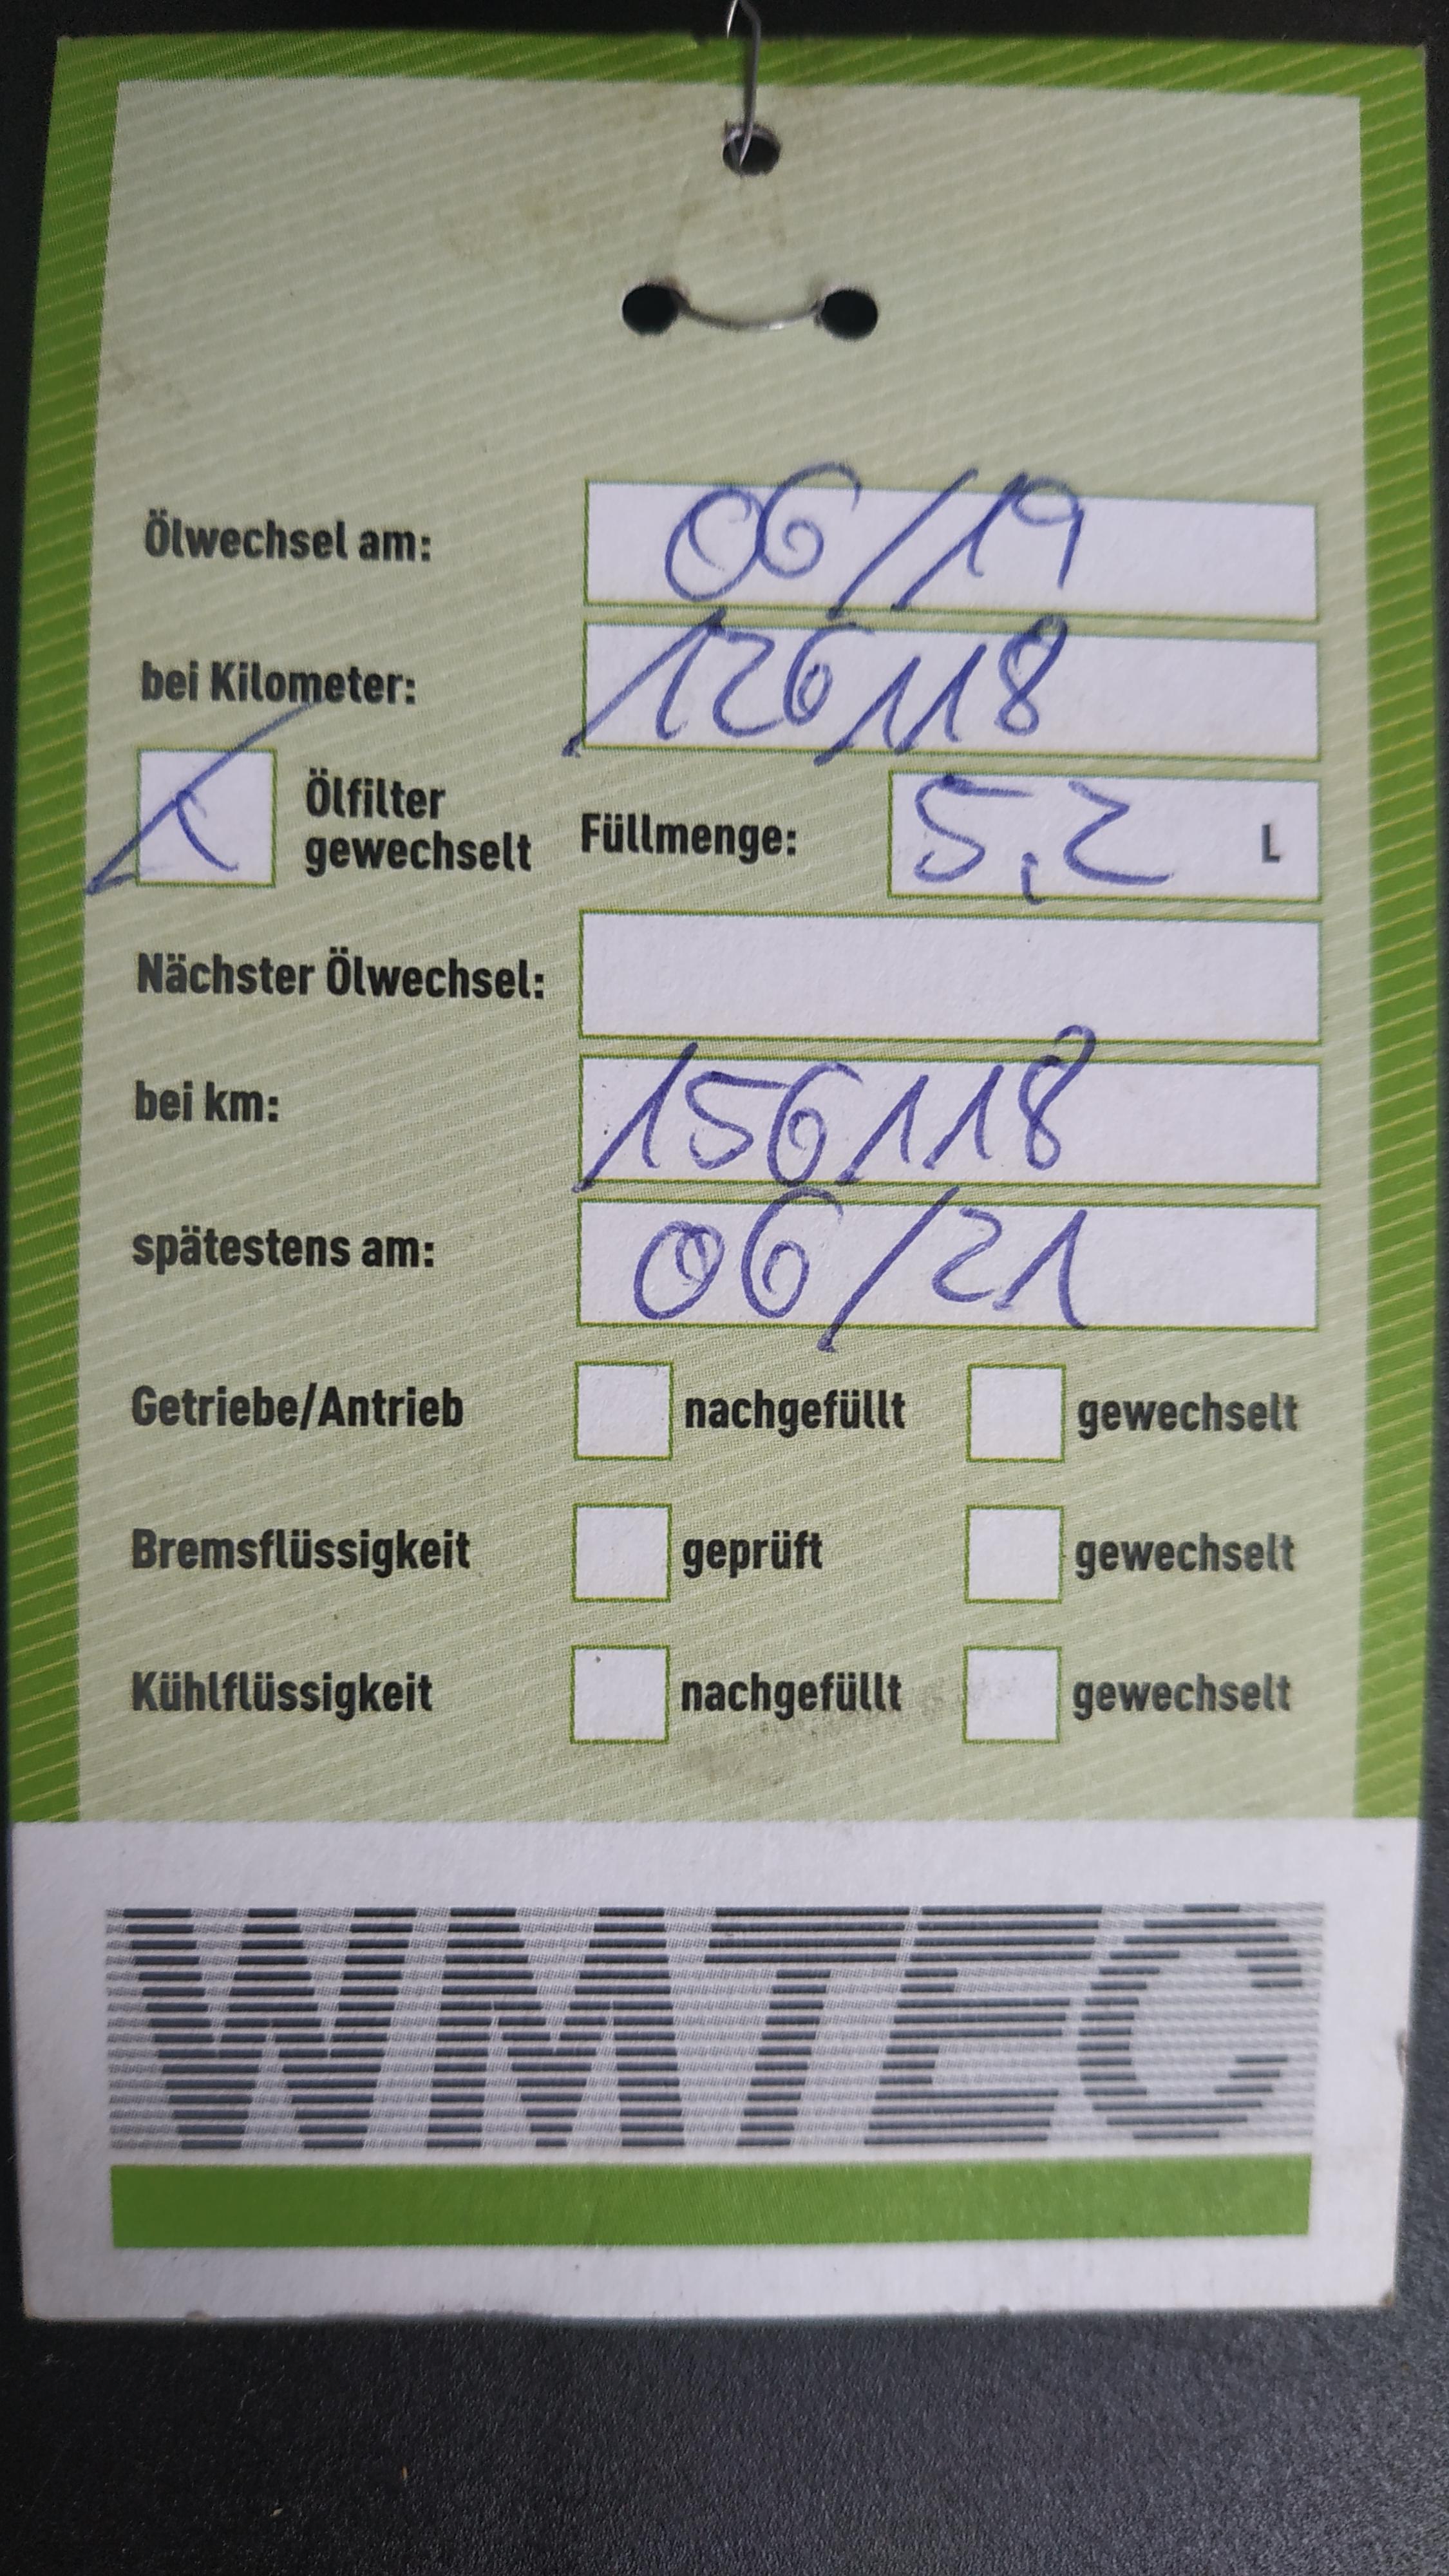 Ölwechsel am: 06/19
bei Kilometer: 126118
Ölfilter
gewechselt Füllmenge: 5,2 L
Nächster Ölwechsel:
bei km: 156118
spätestens am: 06/21
Getriebe/Antrieb nachgefüllt gewechselt
Bremsflüssigkeit geprüft gewechselt
Kühlflüssigkeit nachgefüllt gewechselt
WMTEC